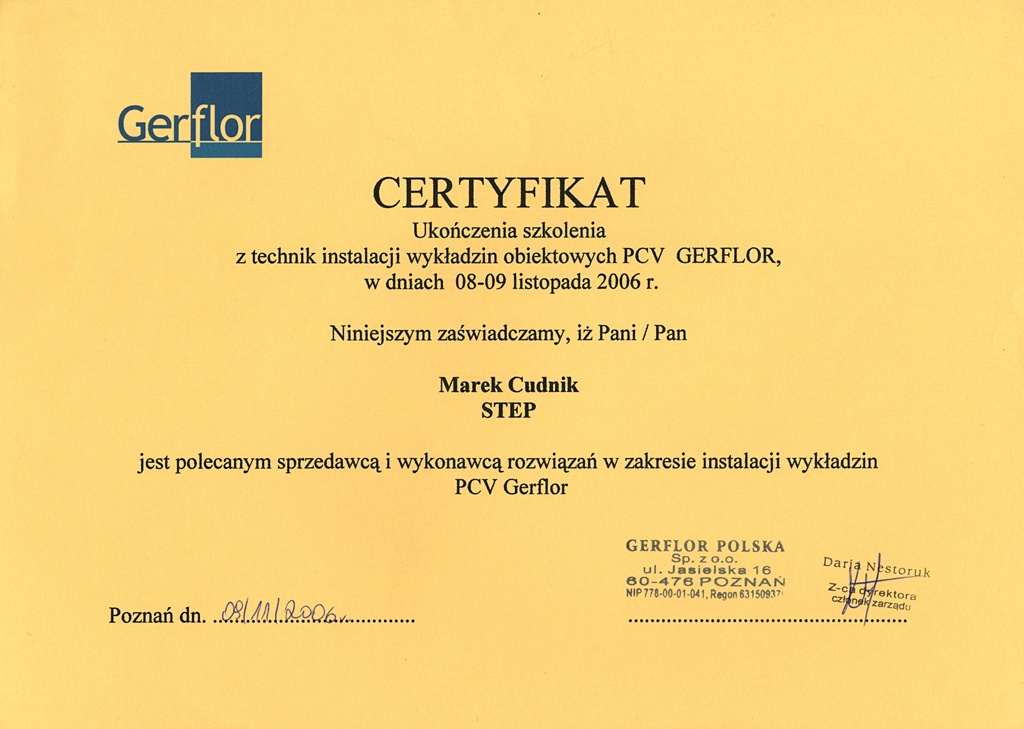 Gerflor
CERTYFIKAT
Ukończenia szkolenia
z technik instalacji wykładzin obiektowych PCV GERFLOR,
w dniach 08-09 listopada 2006 r.
Niniejszym zaświadczamy, iż Pani / Pan
Marek Cudnik
STEP
jest polecanym sprzedawcą i wykonawcą rozwiązań w zakresie instalacji wykładzin
PCV Gerflor
GERFLOR POLSKA
Sp. z o.o.
ul. Jasielska 16
60-476 POZNAŃ
NIP 778-00-01-041, Regon 63150937
Daria Nestoruk
Z-ca dyrektora
członek zarządu
Poznań dn. 09/11/2006r.